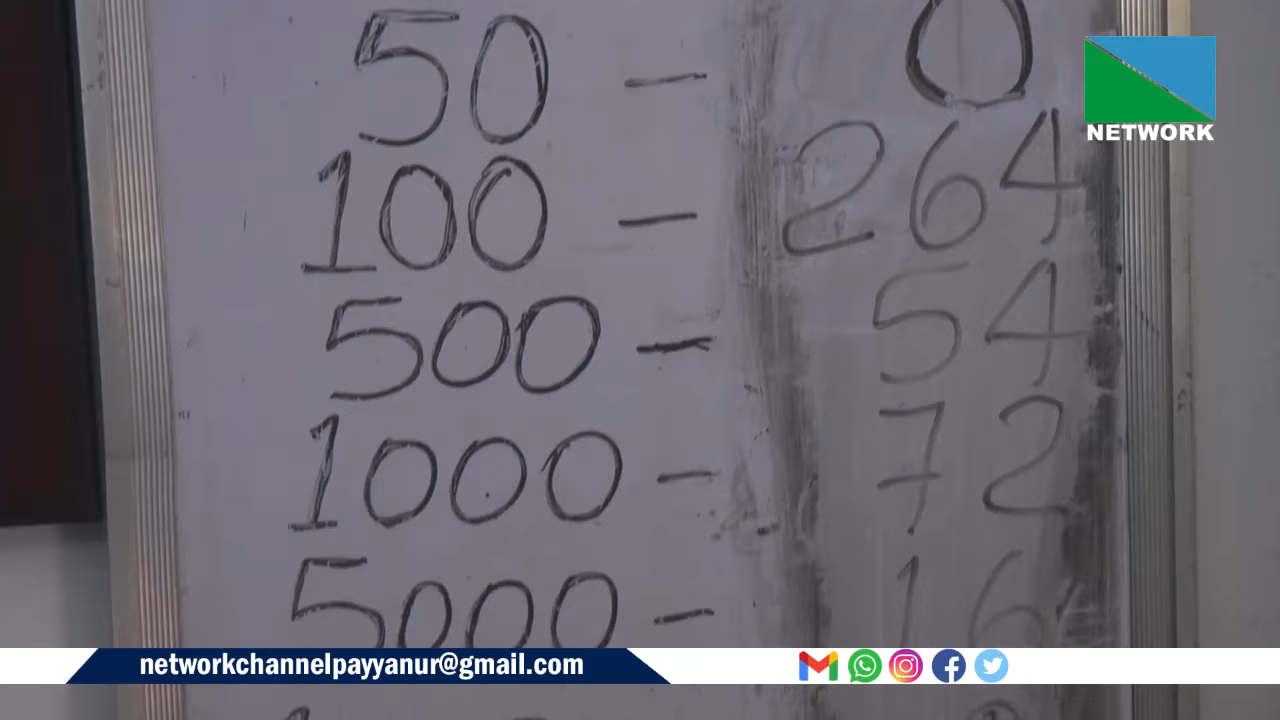 50 - 0
NETWORK
100 - 264
500 - 54
1000 - 72
5000 - 16
networkchannelpayyanur@gmail.com